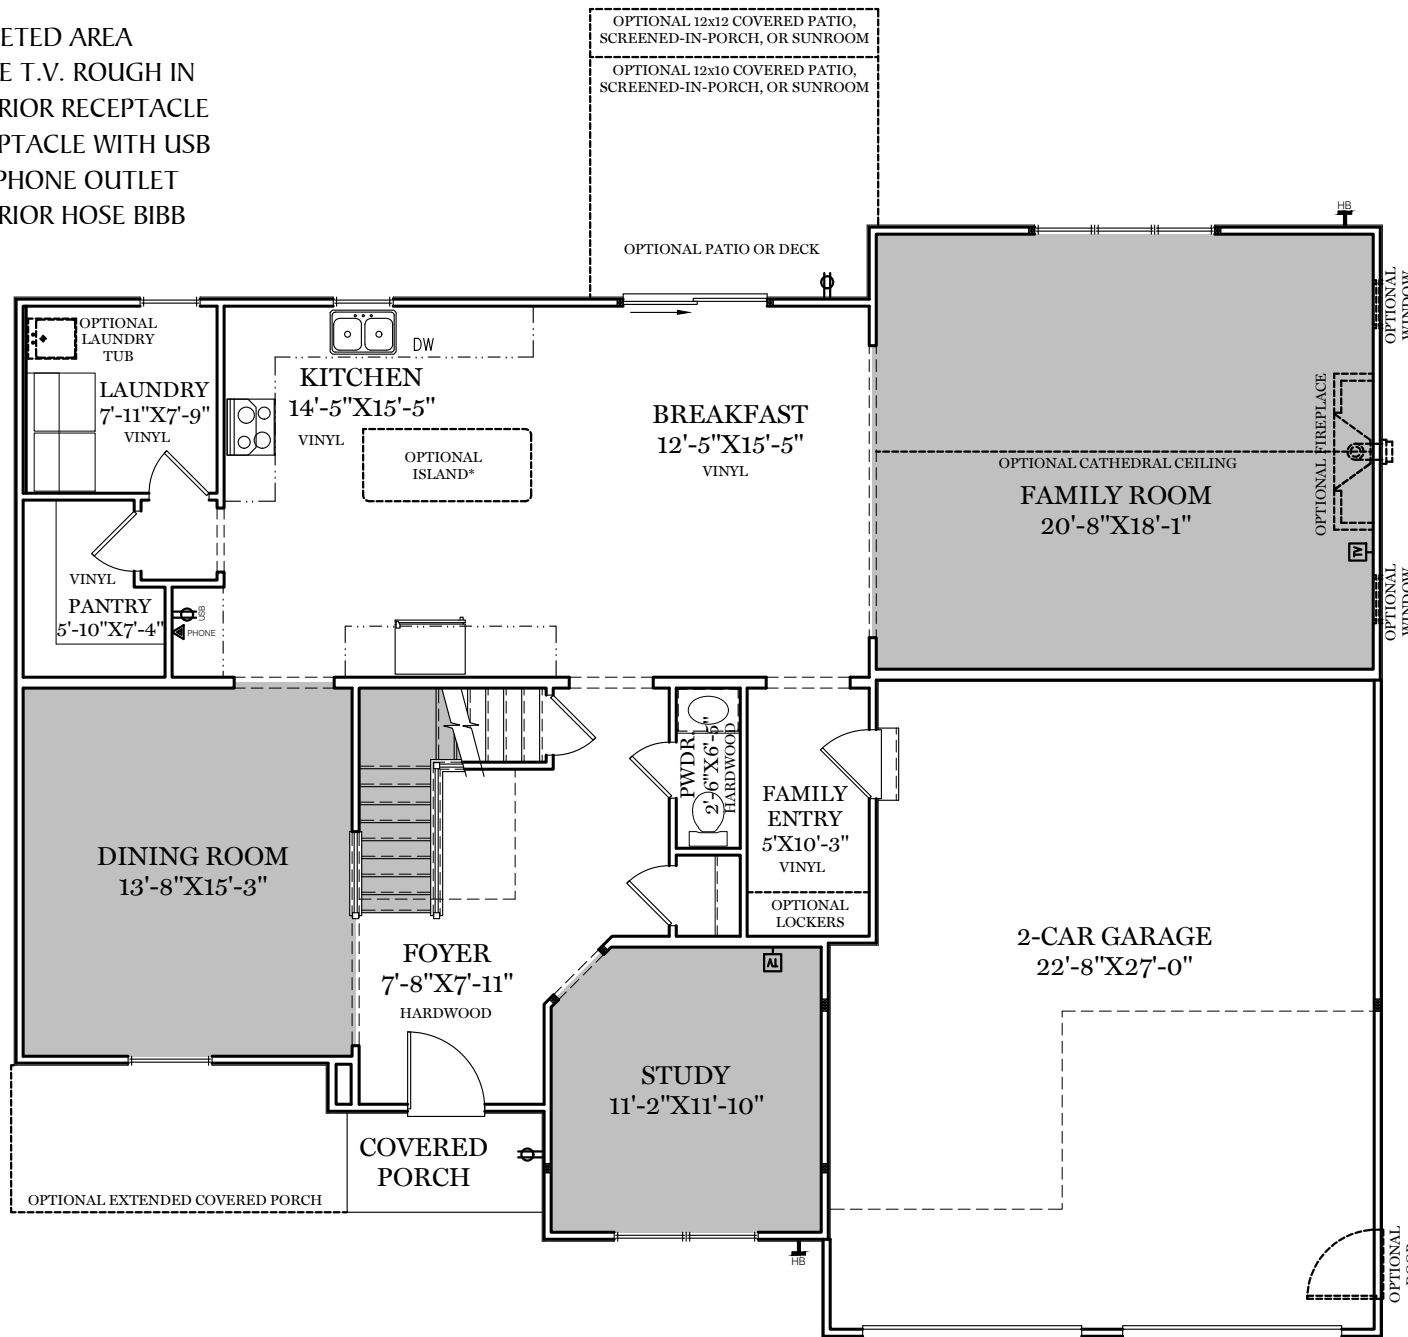 ETED AREA
E T.V. ROUGH IN
RIOR RECEPTACLE
PTACLE WITH USB
PHONE OUTLET
RIOR HOSE BIBB
OPTIONAL 12x12 COVERED PATIO,
SCREENED-IN-PORCH, OR SUNROOM
OPTIONAL 12x10 COVERED PATIO,
SCREENED-IN-PORCH, OR SUNROOM
OPTIONAL PATIO OR DECK
HB
OPTIONAL
WINDOW
OPTIONAL
LAUNDRY
TUB
LAUNDRY
7'-11"X7'-9"
VINYL
DW
KITCHEN
14'-5"X15'-5"
VINYL
OPTIONAL
ISLAND*
BREAKFAST
12'-5"X15'-5"
VINYL
OPTIONAL CATHEDRAL CEILING
FAMILY ROOM
20'-8"X18'-1"
OPTIONAL FIREPLACE
TV
OPTIONAL
WINDOW
VINYL
PANTRY
5'-10"X7'-4"
USB
PHONE
PWDR
2'-6"X6'-5"
HARDWOOD
FAMILY
ENTRY
5'X10'-3"
VINYL
OPTIONAL
LOCKERS
DINING ROOM
13'-8"X15'-3"
FOYER
7'-8"X7'-11"
HARDWOOD
TV
2-CAR GARAGE
22'-8"X27'-0"
STUDY
11'-2"X11'-10"
COVERED
PORCH
OPTIONAL EXTENDED COVERED PORCH
HB
OPTIONAL